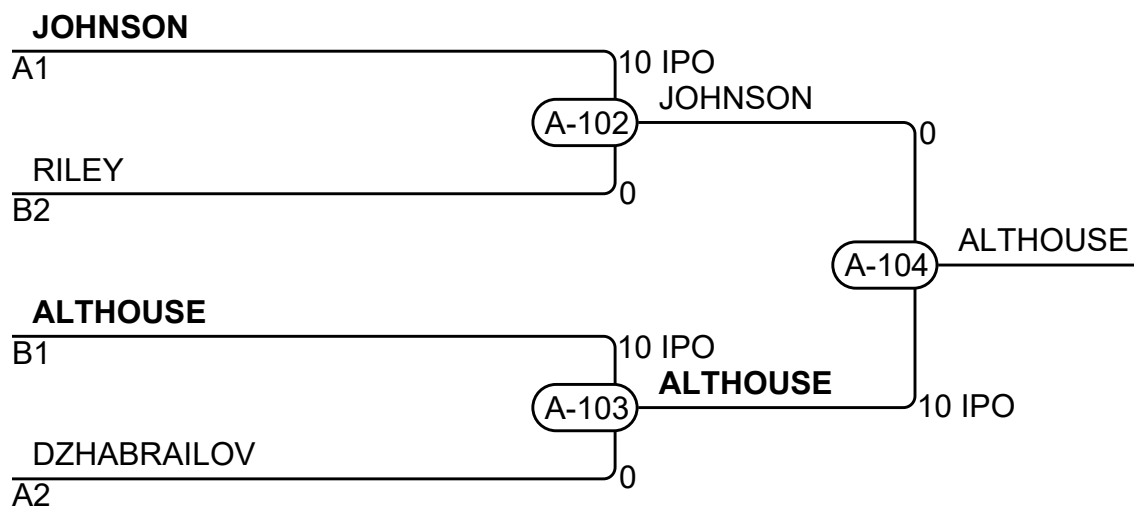 JOHNSON
A1
10 IPO
A-102
JOHNSON
0
RILEY
B2
0
A-104
ALTHOUSE
ALTHOUSE
B1
10 IPO
A-103
ALTHOUSE
10 IPO
DZHABRAILOV
A2
0